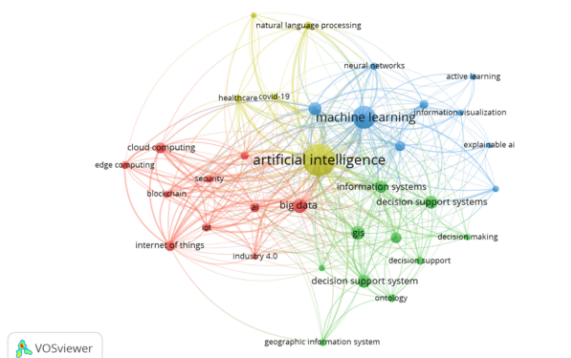 natural language processing
neural networks
active learning
healthcare
covid-19
machine learning
information visualization
cloud computing
artificial intelligence
explainable ai
edge computing
security
information systems
blockchain
decision support systems
ai
big data
iot
gis
decision making
internet of things
industry 4.0
decision support
decision support system
ontology
geographic information system
VOSviewer